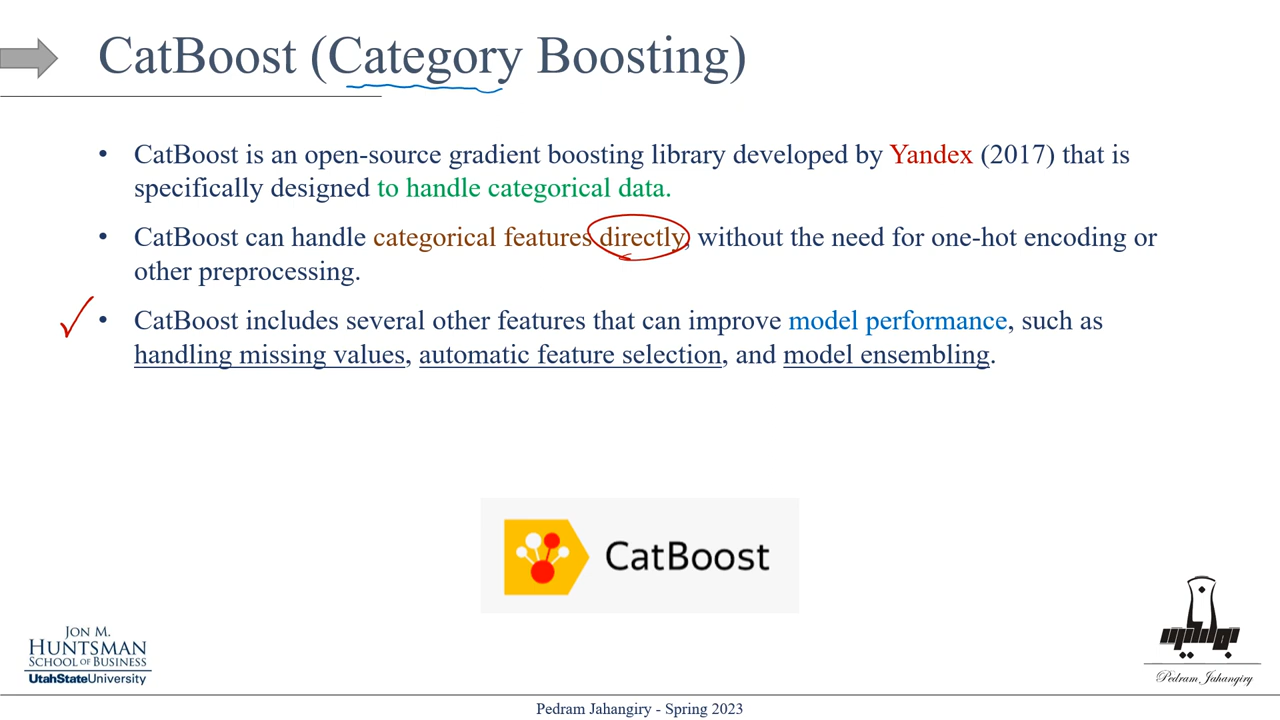 CatBoost (Category Boosting)
• CatBoost is an open-source gradient boosting library developed by Yandex (2017) that is
specifically designed to handle categorical data.
• CatBoost can handle categorical features directly, without the need for one-hot encoding or
other preprocessing.
• CatBoost includes several other features that can improve model performance, such as
handling missing values, automatic feature selection, and model ensembling.
CatBoost
JON M.
HUNTSMAN
SCHOOL OF BUSINESS
UtahStateUniversity
Pedram Jahangiry
Pedram Jahangiry - Spring 2023